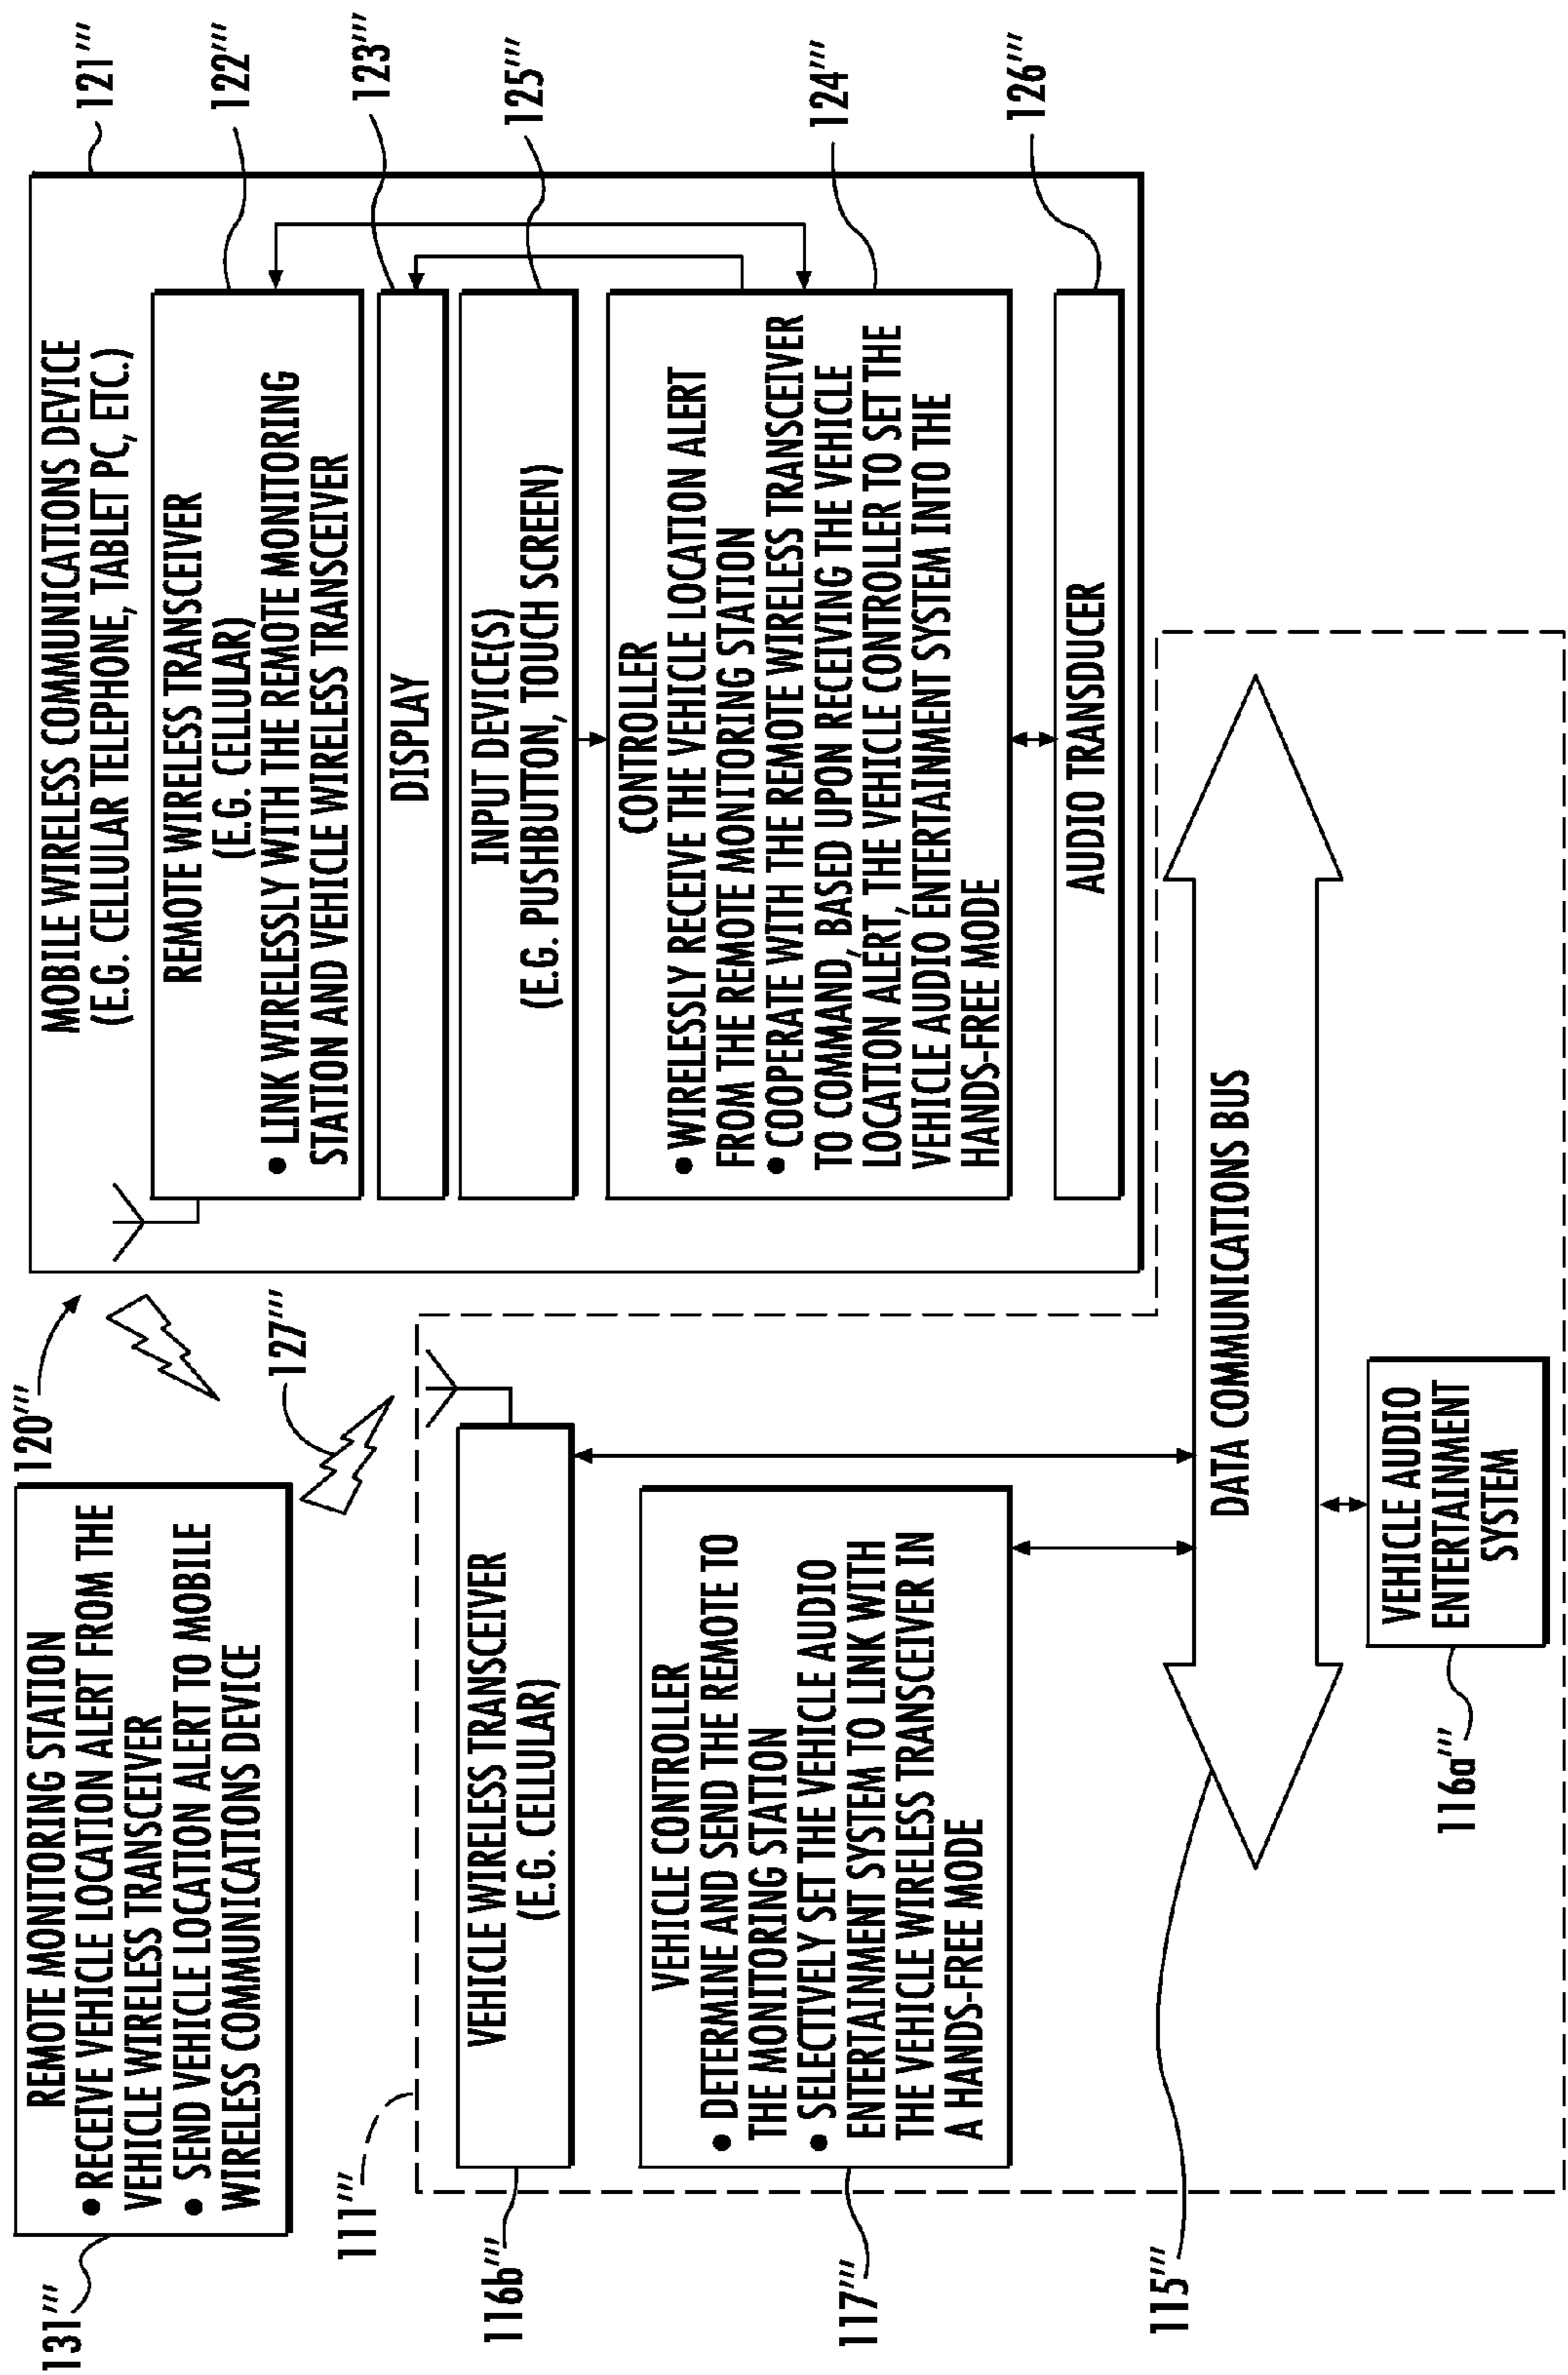 131'''
REMOTE MONITORING STATION
● RECEIVE VEHICLE LOCATION ALERT FROM THE
VEHICLE WIRELESS TRANSCEIVER
● SEND VEHICLE LOCATION ALERT TO MOBILE
WIRELESS COMMUNICATIONS DEVICE
120'''
127'''
MOBILE WIRELESS COMMUNICATIONS DEVICE
(E.G. CELLULAR TELEPHONE, TABLET PC, ETC.)
121'''
REMOTE WIRELESS TRANSCEIVER
(E.G. CELLULAR)
● LINK WIRELESSLY WITH THE REMOTE MONITORING
STATION AND VEHICLE WIRELESS TRANSCEIVER
122'''
DISPLAY
123'''
INPUT DEVICE(S)
(E.G. PUSHBUTTON, TOUCH SCREEN)
125'''
CONTROLLER
● WIRELESSLY RECEIVE THE VEHICLE LOCATION ALERT
FROM THE REMOTE MONITORING STATION
● COOPERATE WITH THE REMOTE WIRELESS TRANSCEIVER
TO COMMAND, BASED UPON RECEIVING THE VEHICLE
LOCATION ALERT, THE VEHICLE CONTROLLER TO SET THE
VEHICLE AUDIO ENTERTAINMENT SYSTEM INTO THE
HANDS-FREE MODE
124'''
AUDIO TRANSDUCER
126'''
111'''
116b'''
VEHICLE WIRELESS TRANSCEIVER
(E.G. CELLULAR)
117'''
VEHICLE CONTROLLER
● DETERMINE AND SEND THE REMOTE TO
THE MONITORING STATION
● SELECTIVELY SET THE VEHICLE AUDIO
ENTERTAINMENT SYSTEM TO LINK WITH
THE VEHICLE WIRELESS TRANSCEIVER IN
A HANDS-FREE MODE
115'''
DATA COMMUNICATIONS BUS
116a'''
VEHICLE AUDIO
ENTERTAINMENT
SYSTEM